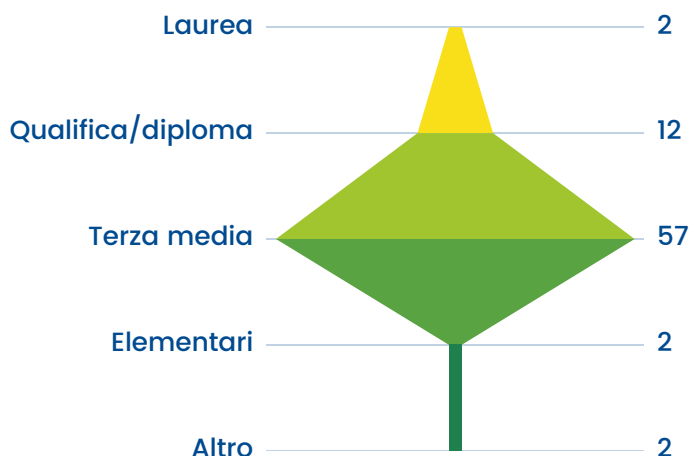 Laurea 2
Qualifica/diploma 12
Terza media 57
Elementari 2
Altro 2